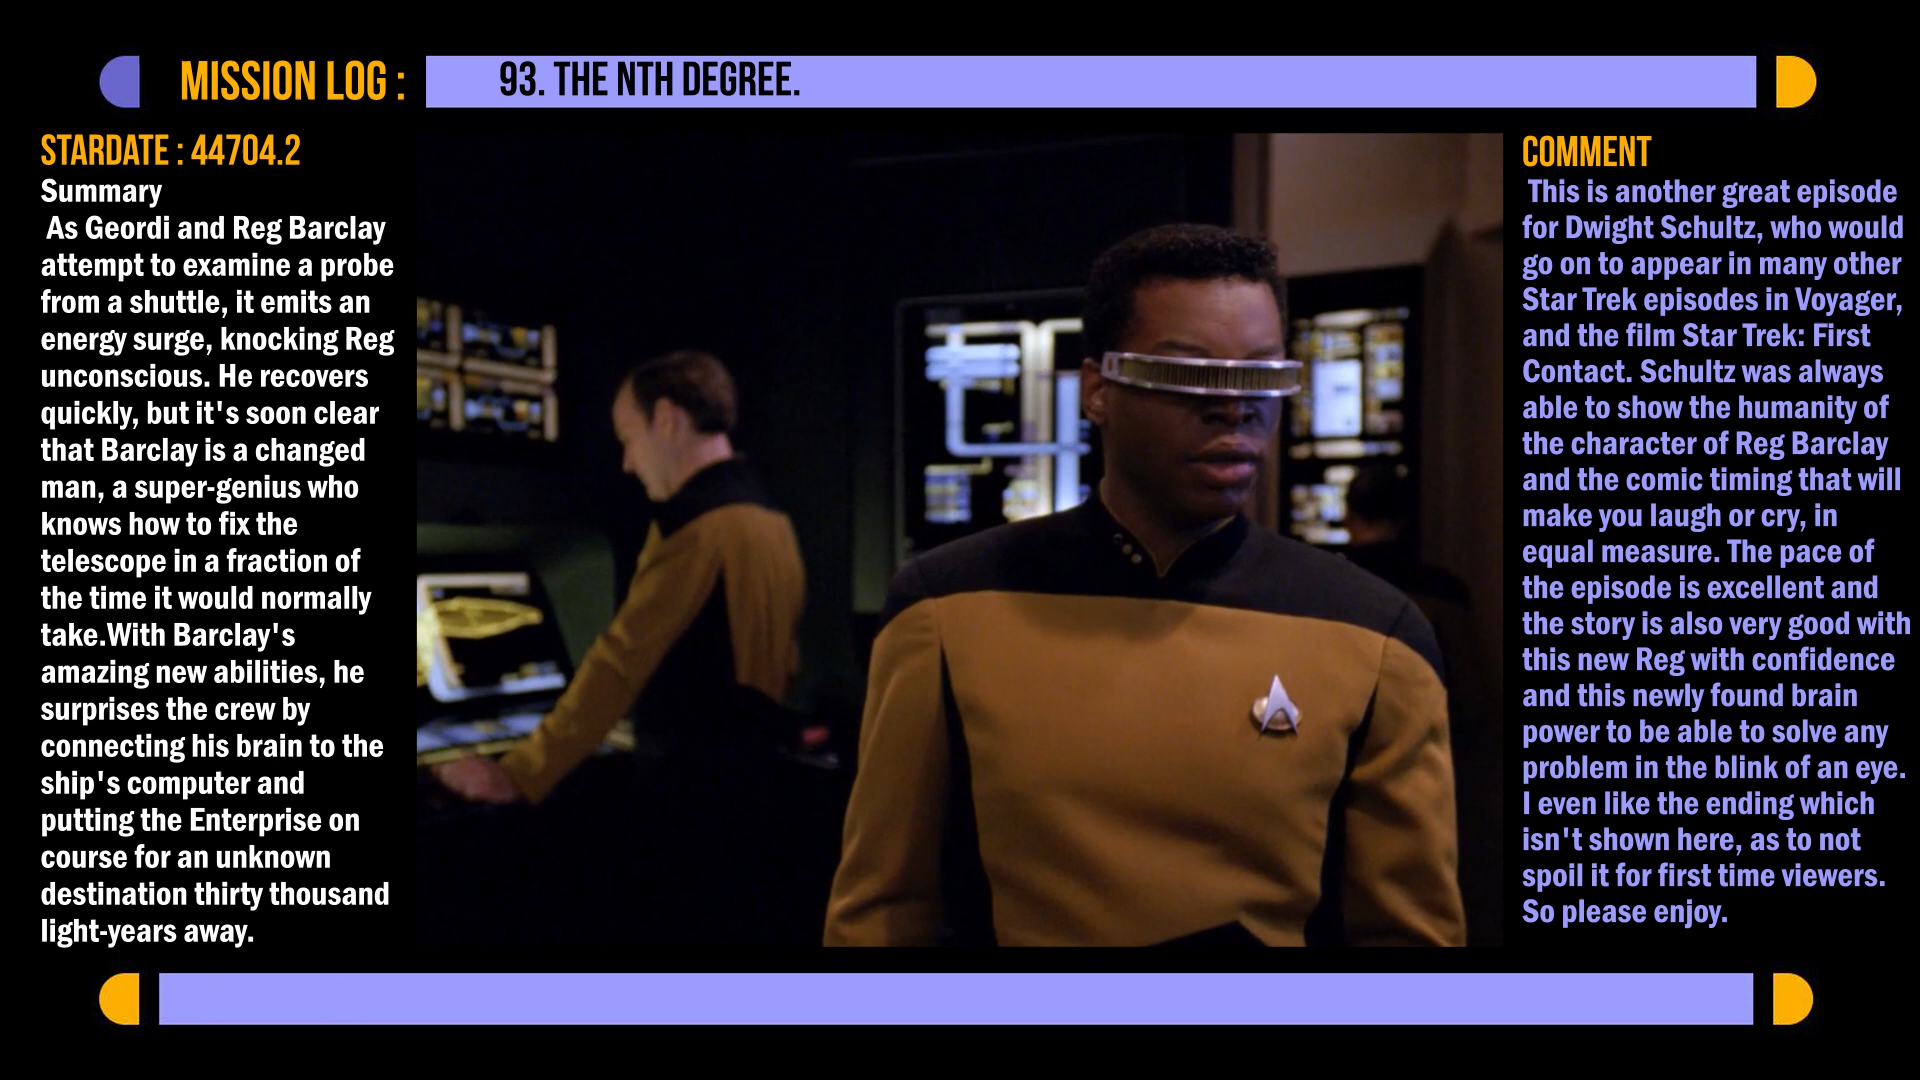 MISSION LOG :
93. THE NTH DEGREE.
STARDATE : 44704.2
Summary
As Geordi and Reg Barclay
attempt to examine a probe
from a shuttle, it emits an
energy surge, knocking Reg
unconscious. He recovers
quickly, but it's soon clear
that Barclay is a changed
man, a super-genius who
knows how to fix the
telescope in a fraction of
the time it would normally
take.With Barclay's
amazing new abilities, he
surprises the crew by
connecting his brain to the
ship's computer and
putting the Enterprise on
course for an unknown
destination thirty thousand
light-years away.
COMMENT
This is another great episode
for Dwight Schultz, who would
go on to appear in many other
Star Trek episodes in Voyager,
and the film Star Trek: First
Contact. Schultz was always
able to show the humanity of
the character of Reg Barclay
and the comic timing that will
make you laugh or cry, in
equal measure. The pace of
the episode is excellent and
the story is also very good with
this new Reg with confidence
and this newly found brain
power to be able to solve any
problem in the blink of an eye.
I even like the ending which
isn't shown here, as to not
spoil it for first time viewers.
So please enjoy.